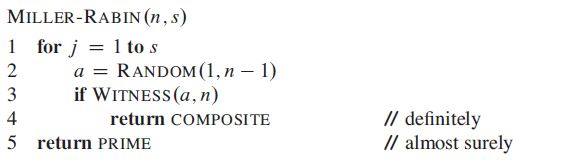 MILLER-RABIN(n, s)
1 for j = 1 to s
2 a = RANDOM(1, n − 1)
3 if WITNESS(a, n)
4 return COMPOSITE // definitely
5 return PRIME // almost surely